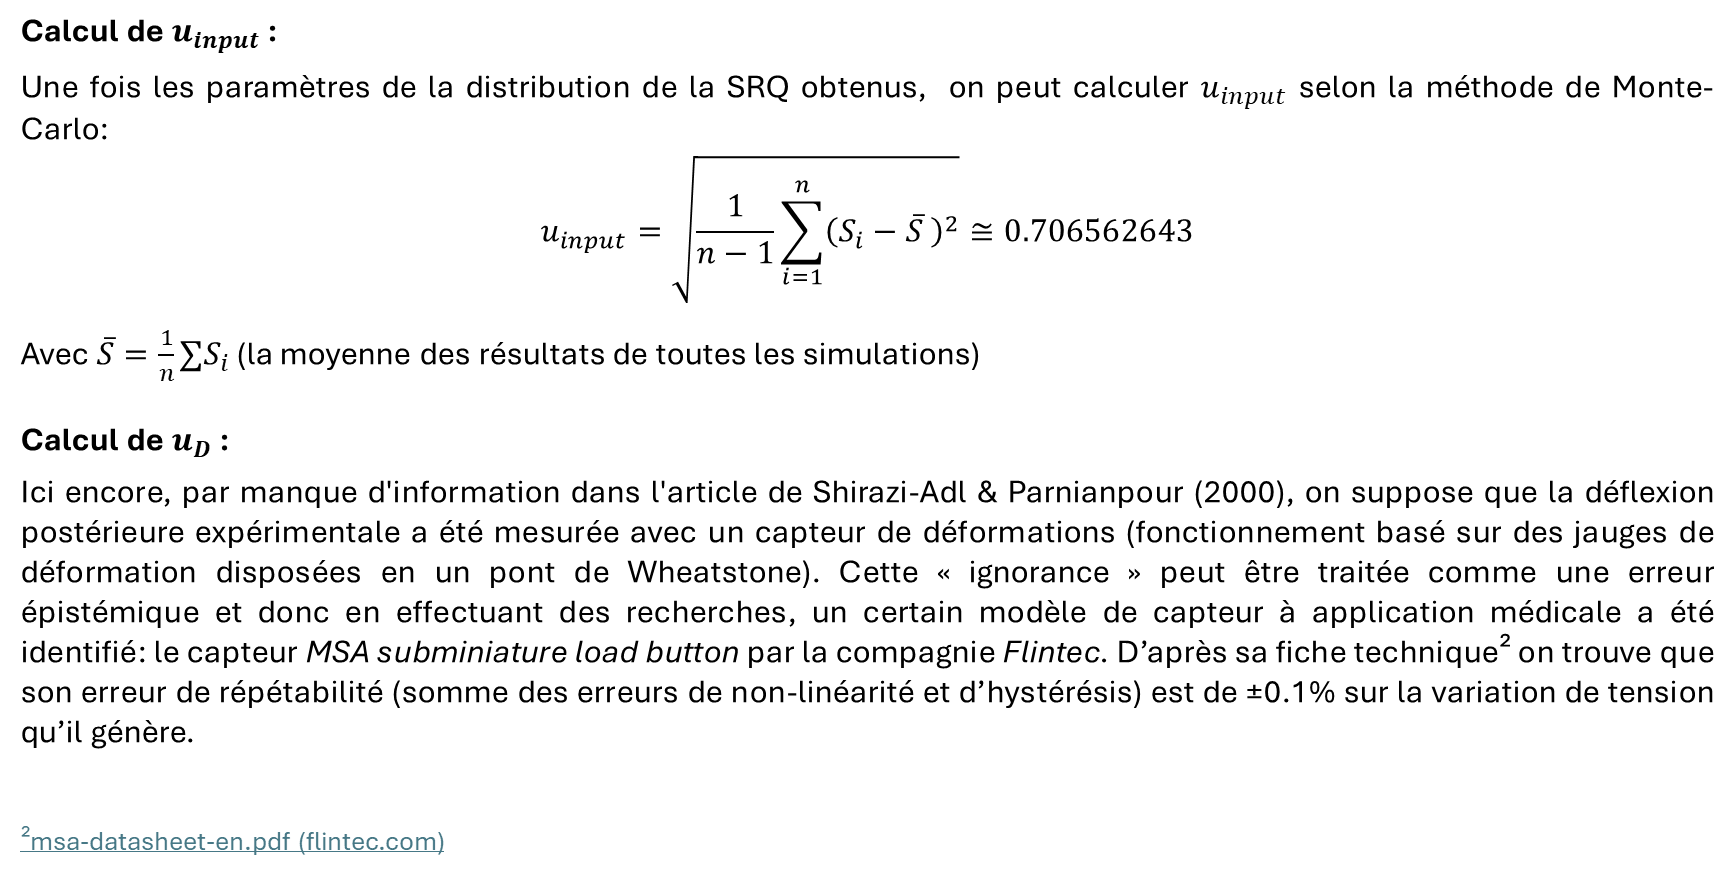 Calcul de u_input :
Une fois les paramètres de la distribution de la SRQ obtenus,  on peut calculer u_input selon la méthode de Monte-
Carlo:
u_input = √(1/(n − 1) ∑_{i=1}^{n} (S_i − S̄ )²) ≅ 0.706562643
Avec S̄ = 1/n ∑S_i (la moyenne des résultats de toutes les simulations)
Calcul de u_D :
Ici encore, par manque d'information dans l'article de Shirazi-Adl & Parnianpour (2000), on suppose que la déflexion
postérieure expérimentale a été mesurée avec un capteur de déformations (fonctionnement basé sur des jauges de
déformation disposées en un pont de Wheatstone). Cette « ignorance » peut être traitée comme une erreur
épistémique et donc en effectuant des recherches, un certain modèle de capteur à application médicale a été
identifié: le capteur MSA subminiature load button par la compagnie Flintec. D’après sa fiche technique² on trouve que
son erreur de répétabilité (somme des erreurs de non-linéarité et d’hystérésis) est de ±0.1% sur la variation de tension
qu’il génère.
²msa-datasheet-en.pdf (flintec.com)